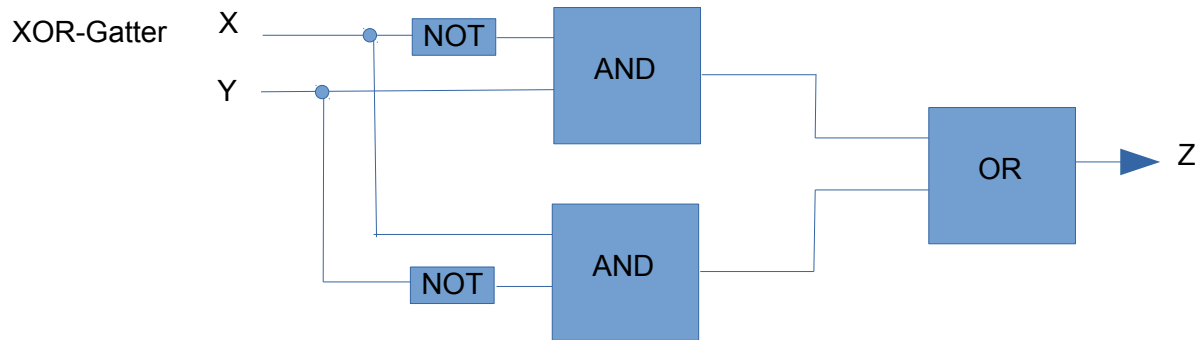 XOR-Gatter
X
NOT
AND
Y
OR
Z
AND
NOT